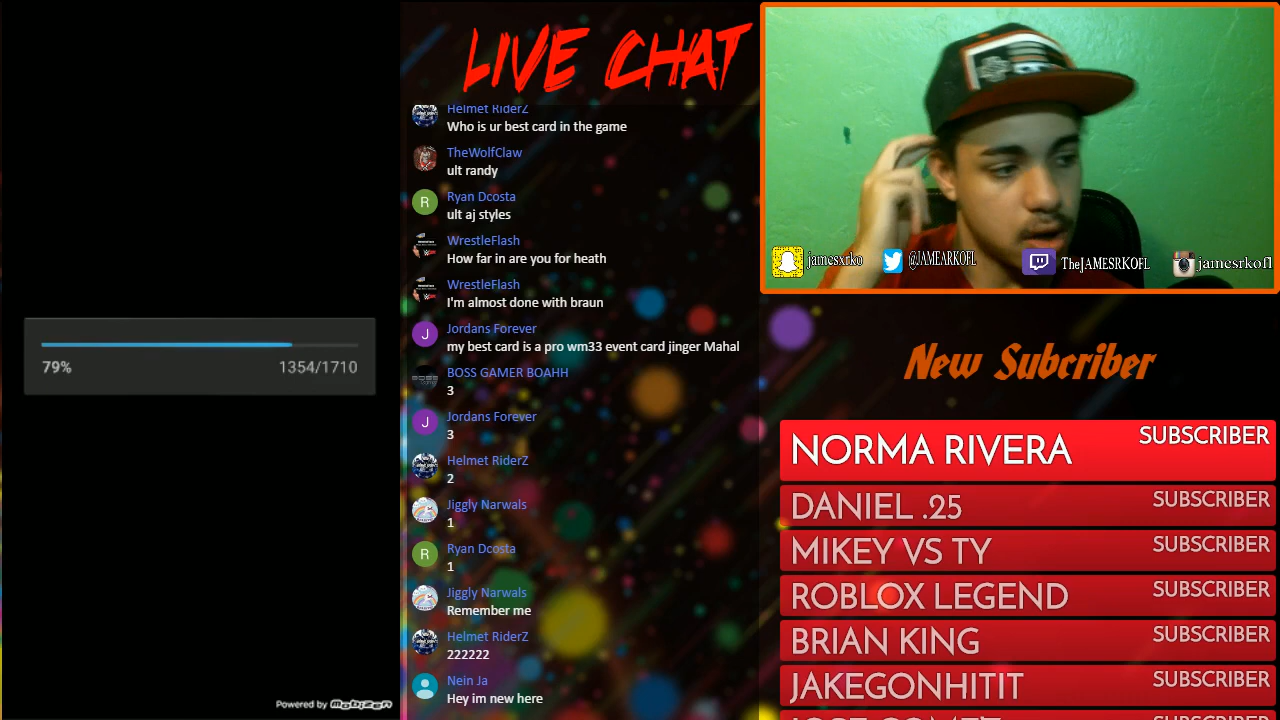 79%
1354/1710
Powered by Mobizen
LIVE CHAT
Helmet RiderZ
Who is ur best card in the game
TheWolfClaw
ult randy
R
Ryan Dcosta
ult aj styles
WrestleFlash
How far in are you for heath
WrestleFlash
I'm almost done with braun
J
Jordans Forever
my best card is a pro wm33 event card jinger Mahal
BOSS GAMER BOAHH
3
J
Jordans Forever
3
Helmet RiderZ
2
Jiggly Narwals
1
R
Ryan Dcosta
1
Jiggly Narwals
Remember me
Helmet RiderZ
222222
Nein Ja
Hey im new here
jamesxrko
@JAMEARKOFL
TheJAMESRKOFL
jamesrkofl
New Subcriber
NORMA RIVERA SUBSCRIBER
DANIEL .25 SUBSCRIBER
MIKEY VS TY SUBSCRIBER
ROBLOX LEGEND SUBSCRIBER
BRIAN KING SUBSCRIBER
JAKEGONHITIT SUBSCRIBER
SUBSCRIBER